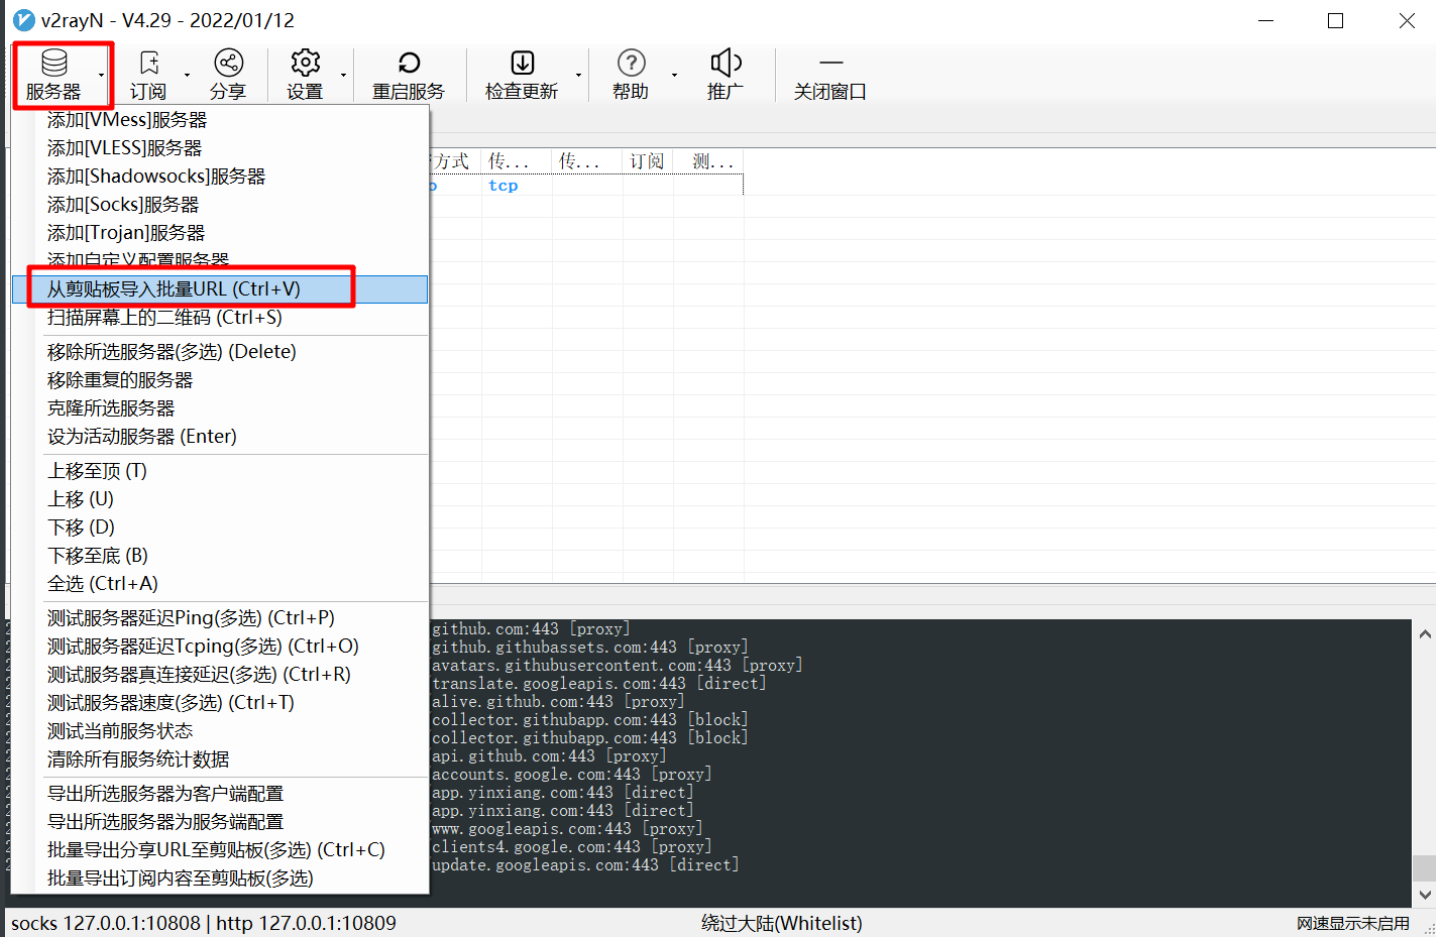 v2rayN - V4.29 - 2022/01/12
服务器 订阅 分享 设置 重启服务 检查更新 帮助 推广 关闭窗口
添加[VMess]服务器
添加[VLESS]服务器
添加[Shadowsocks]服务器
添加[Socks]服务器
添加[Trojan]服务器
添加自定义配置服务器
从剪贴板导入批量URL (Ctrl+V)
扫描屏幕上的二维码 (Ctrl+S)
移除所选服务器(多选) (Delete)
移除重复的服务器
克隆所选服务器
设为活动服务器 (Enter)
上移至顶 (T)
上移 (U)
下移 (D)
下移至底 (B)
全选 (Ctrl+A)
测试服务器延迟Ping(多选) (Ctrl+P)
测试服务器延迟Tcping(多选) (Ctrl+O)
测试服务器真连接延迟(多选) (Ctrl+R)
测试服务器速度(多选) (Ctrl+T)
测试当前服务状态
清除所有服务统计数据
导出所选服务器为客户端配置
导出所选服务器为服务端配置
批量导出分享URL至剪贴板(多选) (Ctrl+C)
批量导出订阅内容至剪贴板(多选)
方式 传... 传... 订阅 测...
o tcp
github.com:443 [proxy]
github.githubassets.com:443 [proxy]
avatars.githubusercontent.com:443 [proxy]
translate.googleapis.com:443 [direct]
alive.github.com:443 [proxy]
collector.githubapp.com:443 [block]
collector.githubapp.com:443 [block]
api.github.com:443 [proxy]
accounts.google.com:443 [proxy]
app.yinxiang.com:443 [direct]
app.yinxiang.com:443 [direct]
www.googleapis.com:443 [proxy]
clients4.google.com:443 [proxy]
update.googleapis.com:443 [direct]
socks 127.0.0.1:10808 | http 127.0.0.1:10809
绕过大陆(Whitelist)
网速显示未启用